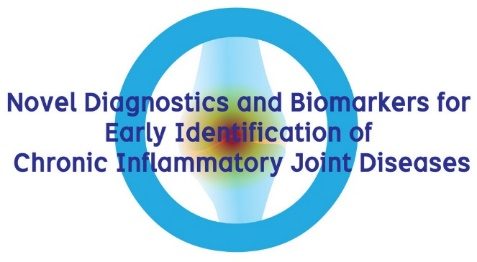 Novel Diagnostics and Biomarkers for
Early Identification of
Chronic Inflammatory Joint Diseases